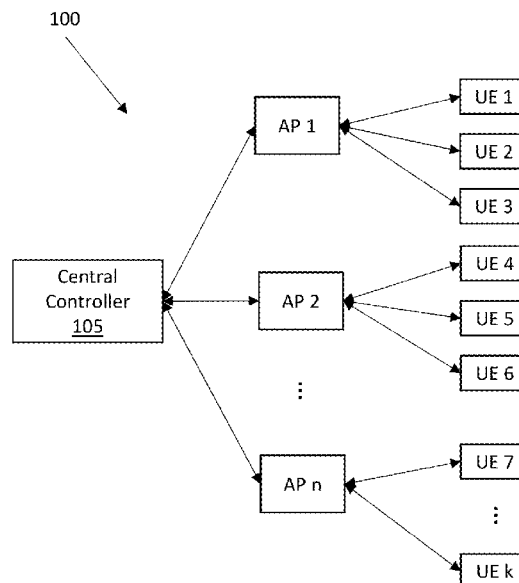 100
AP 1
UE 1
UE 2
UE 3
Central
Controller
105
AP 2
UE 4
UE 5
UE 6
...
AP n
UE 7
...
UE k